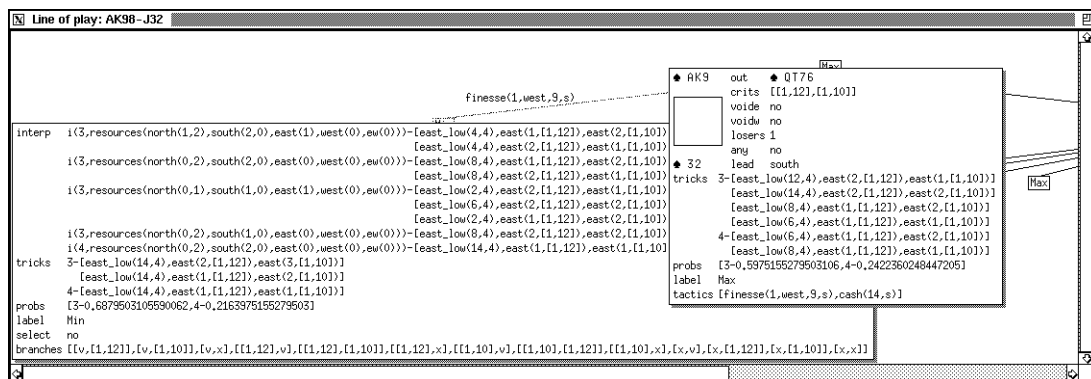 Line of play: AK98-J32
Max
finesse(1,west,9,s)
interp i(3,resources(north(1,2),south(2,0),east(1),west(0),ew(0)))-[east_low(4,4),east(1,[1,12]),east(2,[1,10])
[east_low(4,4),east(2,[1,12]),east(1,[1,10])
i(3,resources(north(0,2),south(2,0),east(0),west(0),ew(0)))-[east_low(8,4),east(1,[1,12]),east(2,[1,10])
[east_low(8,4),east(2,[1,12]),east(1,[1,10])
i(3,resources(north(0,1),south(1,0),east(0),west(0),ew(0)))-[east_low(2,4),east(2,[1,12]),east(2,[1,10])
[east_low(6,4),east(2,[1,12]),east(2,[1,10])
[east_low(2,4),east(1,[1,12]),east(2,[1,10])
i(3,resources(north(0,2),south(2,0),east(0),west(0),ew(0)))-[east_low(8,4),east(2,[1,12]),east(2,[1,10])
i(4,resources(north(0,2),south(1,0),east(0),west(0),ew(0)))-[east_low(14,4),east(1,[1,12]),east(1,[1,10]
tricks 3-[east_low(14,4),east(2,[1,12]),east(3,[1,10])]
[east_low(14,4),east(1,[1,12]),east(2,[1,10])]
4-[east_low(14,4),east(1,[1,12]),east(1,[1,10])]
probs [3-0.6879503105590062,4-0.2163975155279503]
label Min
select no
branches [[v,[1,12]],[v,[1,10]],[v,x],[[1,12],v],[[1,12],[1,10]],[[1,12],x],[[1,10],v],[[1,10],[1,12]],[[1,10],x],[x,v],[x,[1,12]],[x,[1,10]],[x,x]]
♠ AK9 out ♠ QT76
crits [[1,12],[1,10]]
voide no
voidw no
losers 1
any no
♠ 32 lead south
tricks 3-[east_low(12,4),east(2,[1,12]),east(1,[1,10])]
[east_low(14,4),east(2,[1,12]),east(2,[1,10])]
[east_low(8,4),east(1,[1,12]),east(2,[1,10])]
[east_low(6,4),east(1,[1,12]),east(1,[1,10])]
4-[east_low(6,4),east(1,[1,12]),east(2,[1,10])]
[east_low(8,4),east(1,[1,12]),east(1,[1,10])]
probs [3-0.5975155279503106,4-0.2422360248447205]
label Max
tactics [finesse(1,west,9,s),cash(14,s)]
Max